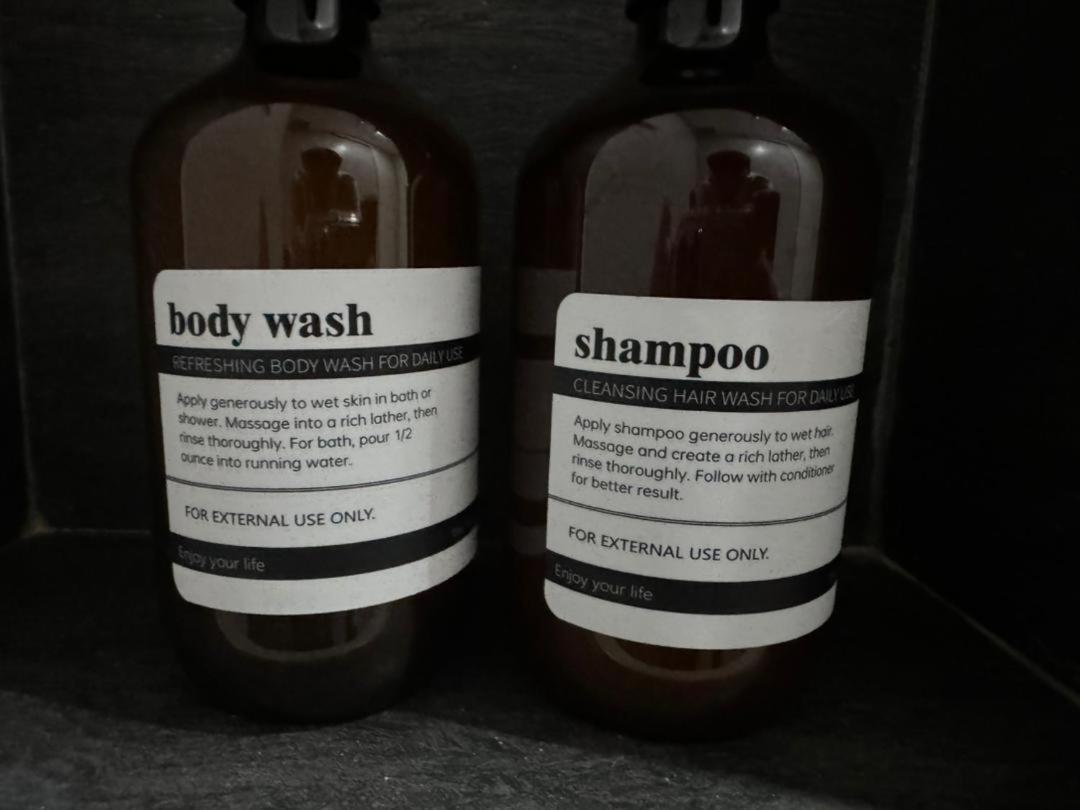 body wash
REFRESHING BODY WASH FOR DAILY USE
Apply generously to wet skin in bath or
shower. Massage into a rich lather, then
rinse thoroughly. For bath, pour 1/2
ounce into running water.
FOR EXTERNAL USE ONLY.
Enjoy your life
shampoo
CLEANSING HAIR WASH FOR DAILY USE
Apply shampoo generously to wet hair.
Massage and create a rich lather, then
rinse thoroughly. Follow with conditioner
for better result.
FOR EXTERNAL USE ONLY.
Enjoy your life